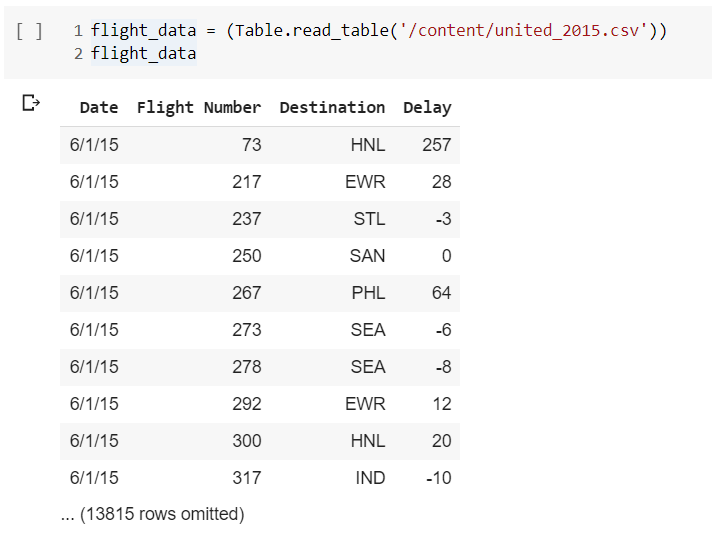 [ ] 1 flight_data = (Table.read_table('/content/united_2015.csv'))
2 flight_data
Date Flight Number Destination Delay
6/1/15 73 HNL 257
6/1/15 217 EWR 28
6/1/15 237 STL -3
6/1/15 250 SAN 0
6/1/15 267 PHL 64
6/1/15 273 SEA -6
6/1/15 278 SEA -8
6/1/15 292 EWR 12
6/1/15 300 HNL 20
6/1/15 317 IND -10
... (13815 rows omitted)